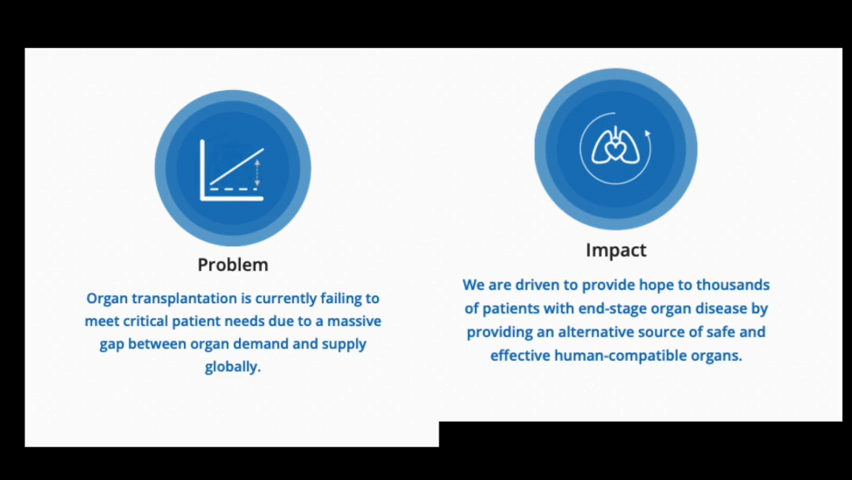 Problem
Organ transplantation is currently failing to
meet critical patient needs due to a massive
gap between organ demand and supply
globally.
Impact
We are driven to provide hope to thousands
of patients with end-stage organ disease by
providing an alternative source of safe and
effective human-compatible organs.